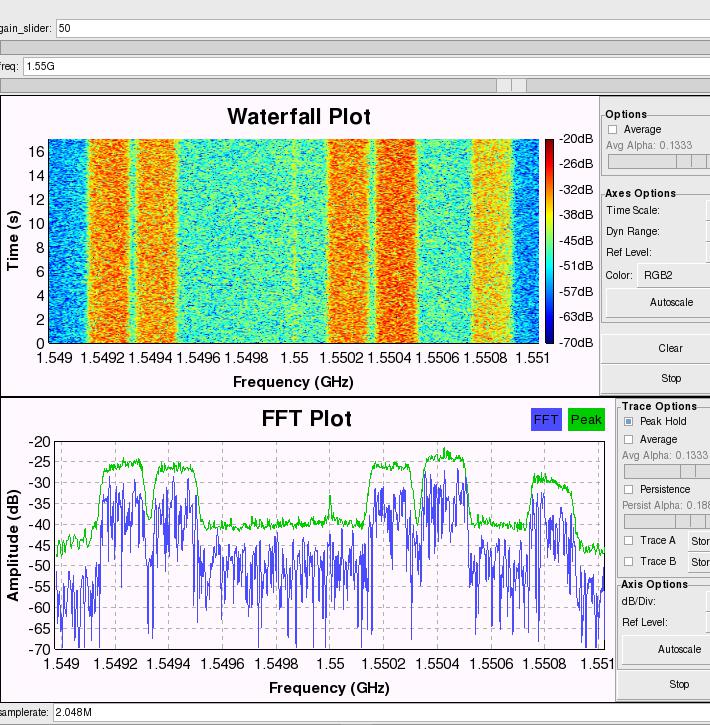 gain_slider: 50
freq: 1.55G
Waterfall Plot
Options
Average
Avg Alpha: 0.1333
Time (s)
16
14
12
10
8
6
4
2
0
-20dB
-26dB
-32dB
-38dB
-45dB
-51dB
-57dB
-63dB
-70dB
Axes Options
Time Scale:
Dyn Range:
Ref Level:
Color: RGB2
Autoscale
Clear
Stop
1.549 1.5492 1.5494 1.5496 1.5498 1.55 1.5502 1.5504 1.5506 1.5508 1.551
Frequency (GHz)
FFT Plot
FFT Peak
Trace Options
Peak Hold
Average
Avg Alpha: 0.1333
Persistence
Persist Alpha: 0.188
Trace A Stor
Trace B Stor
Axis Options
dB/Div:
Ref Level:
Autoscale
Stop
Amplitude (dB)
-20
-25
-30
-35
-40
-45
-50
-55
-60
-65
-70
1.549 1.5492 1.5494 1.5496 1.5498 1.55 1.5502 1.5504 1.5506 1.5508 1.551
Frequency (GHz)
samplerate: 2.048M